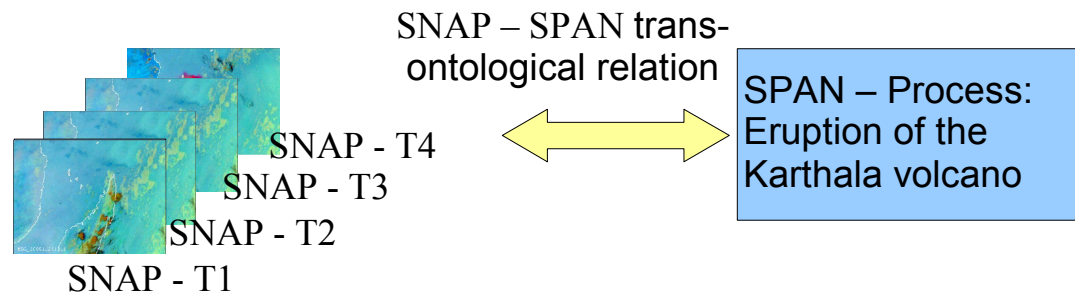 SNAP – SPAN trans-
ontological relation
SPAN – Process:
Eruption of the
Karthala volcano
SNAP - T4
SNAP - T3
SNAP - T2
SNAP - T1